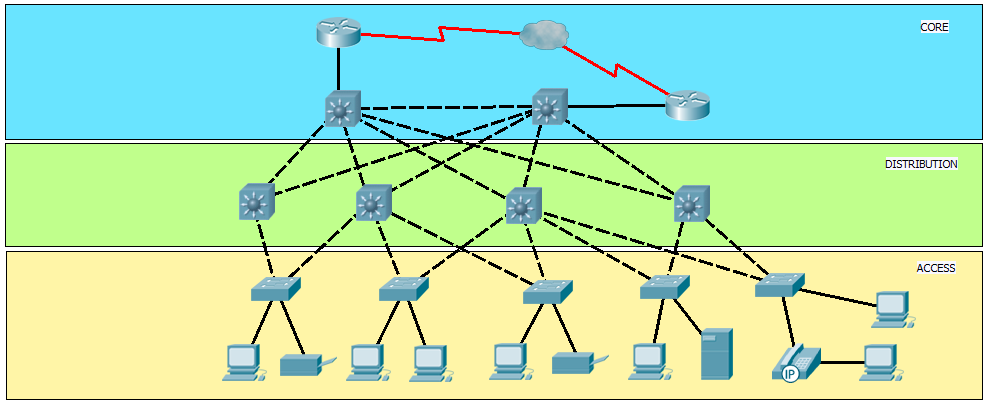 CORE
DISTRIBUTION
ACCESS
IP